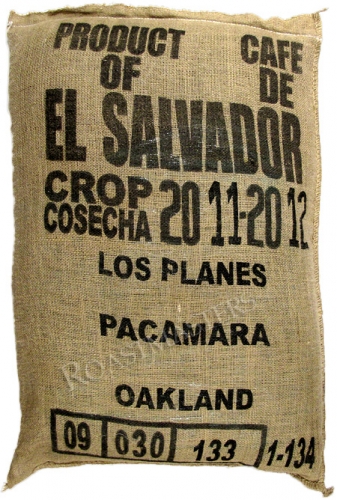 PRODUCT CAFE
OF DE
EL SALVADOR
CROP
COSECHA 2011-2012
LOS PLANES
PACAMARA
OAKLAND
09 030 133 1-134
ROASTMASTERS